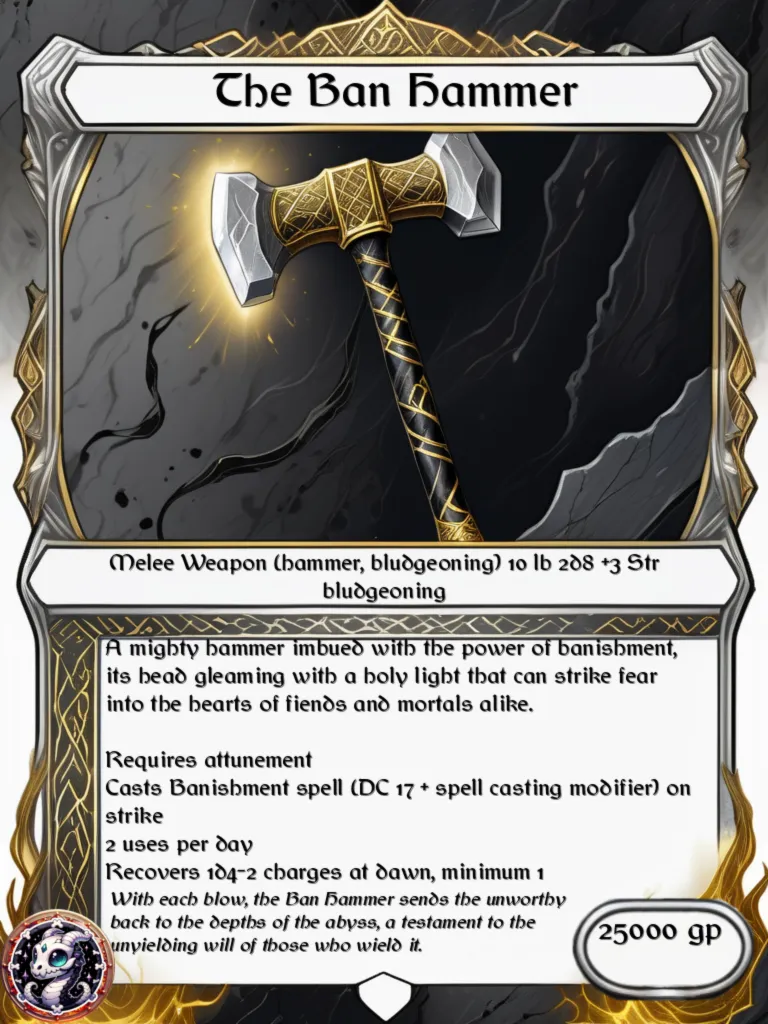 The Ban Hammer
Melee Weapon (hammer, bludgeoning) 10 lb 2d8 +3 Str
bludgeoning
A mighty hammer imbued with the power of banishment,
its head gleaming with a holy light that can strike fear
into the hearts of fiends and mortals alike.
Requires attunement
Casts Banishment spell (DC 17 + spell casting modifier) on
strike
2 uses per day
Recovers 1d4-2 charges at dawn, minimum 1
With each blow, the Ban Hammer sends the unworthy
back to the depths of the abyss, a testament to the
unyielding will of those who wield it.
25000 gp